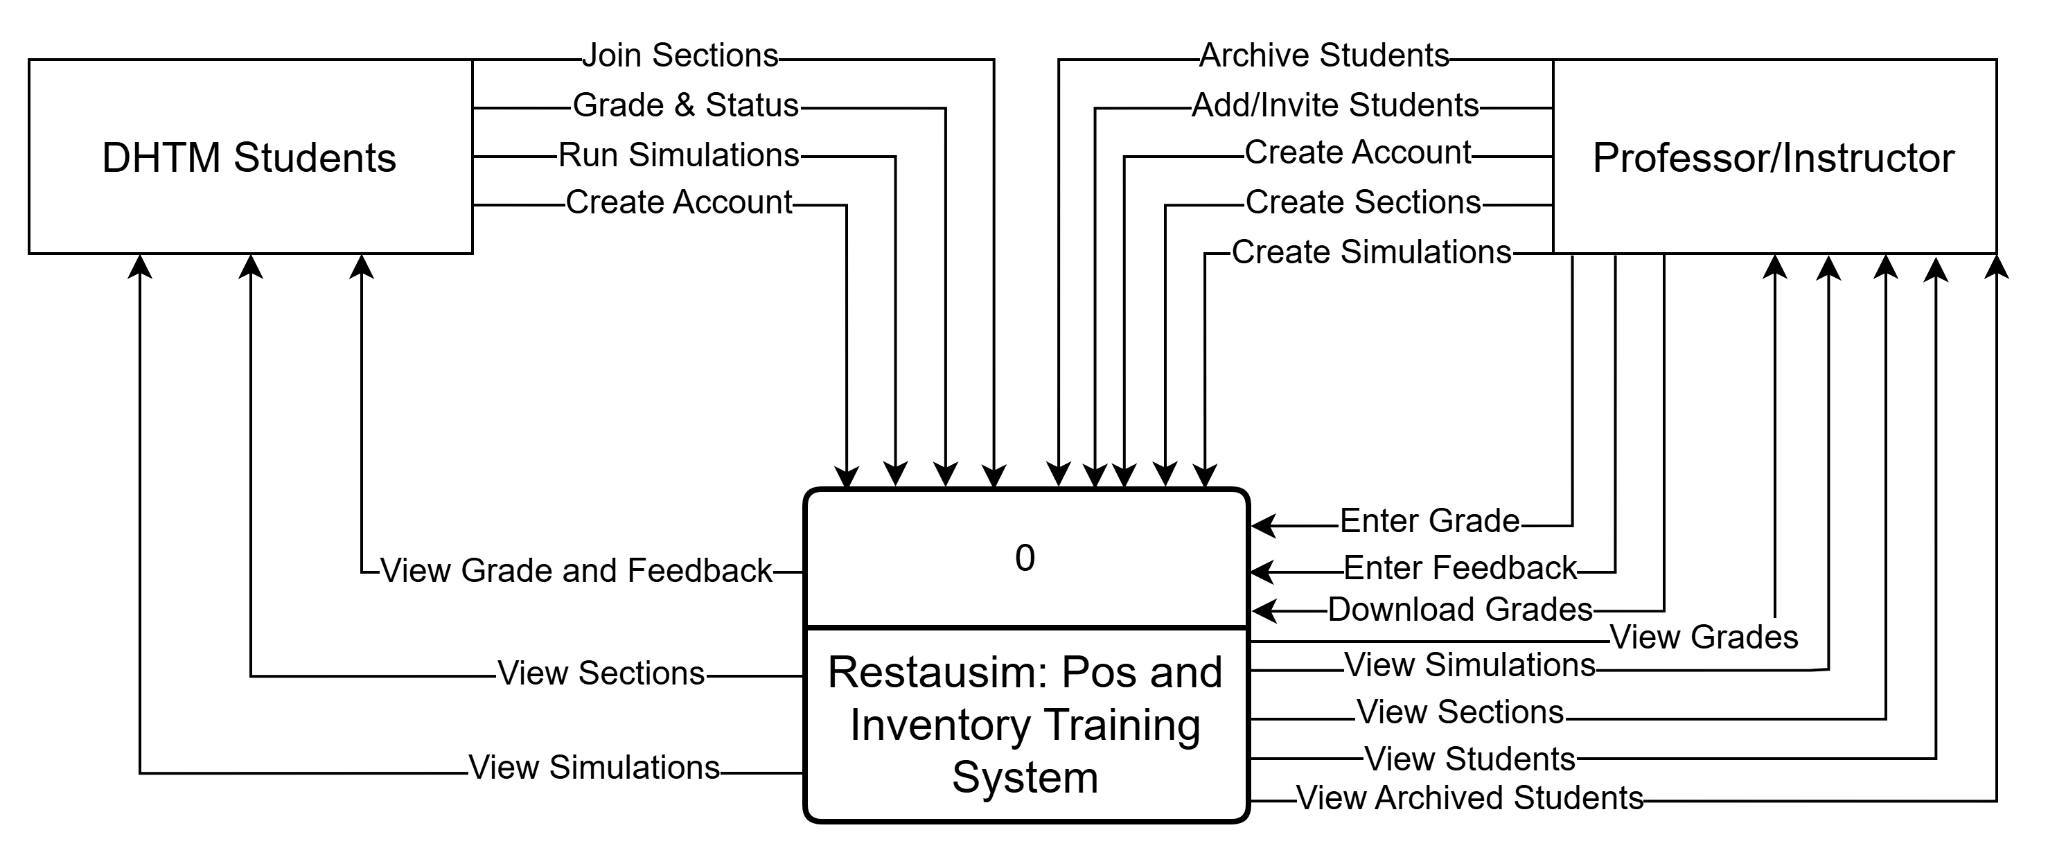 Join Sections
Grade & Status
Run Simulations
Create Account
DHTM Students
Archive Students
Add/Invite Students
Create Account
Create Sections
Create Simulations
Professor/Instructor
View Grade and Feedback
View Sections
View Simulations
0
Restausim: Pos and
Inventory Training
System
Enter Grade
Enter Feedback
Download Grades
View Grades
View Simulations
View Sections
View Students
View Archived Students